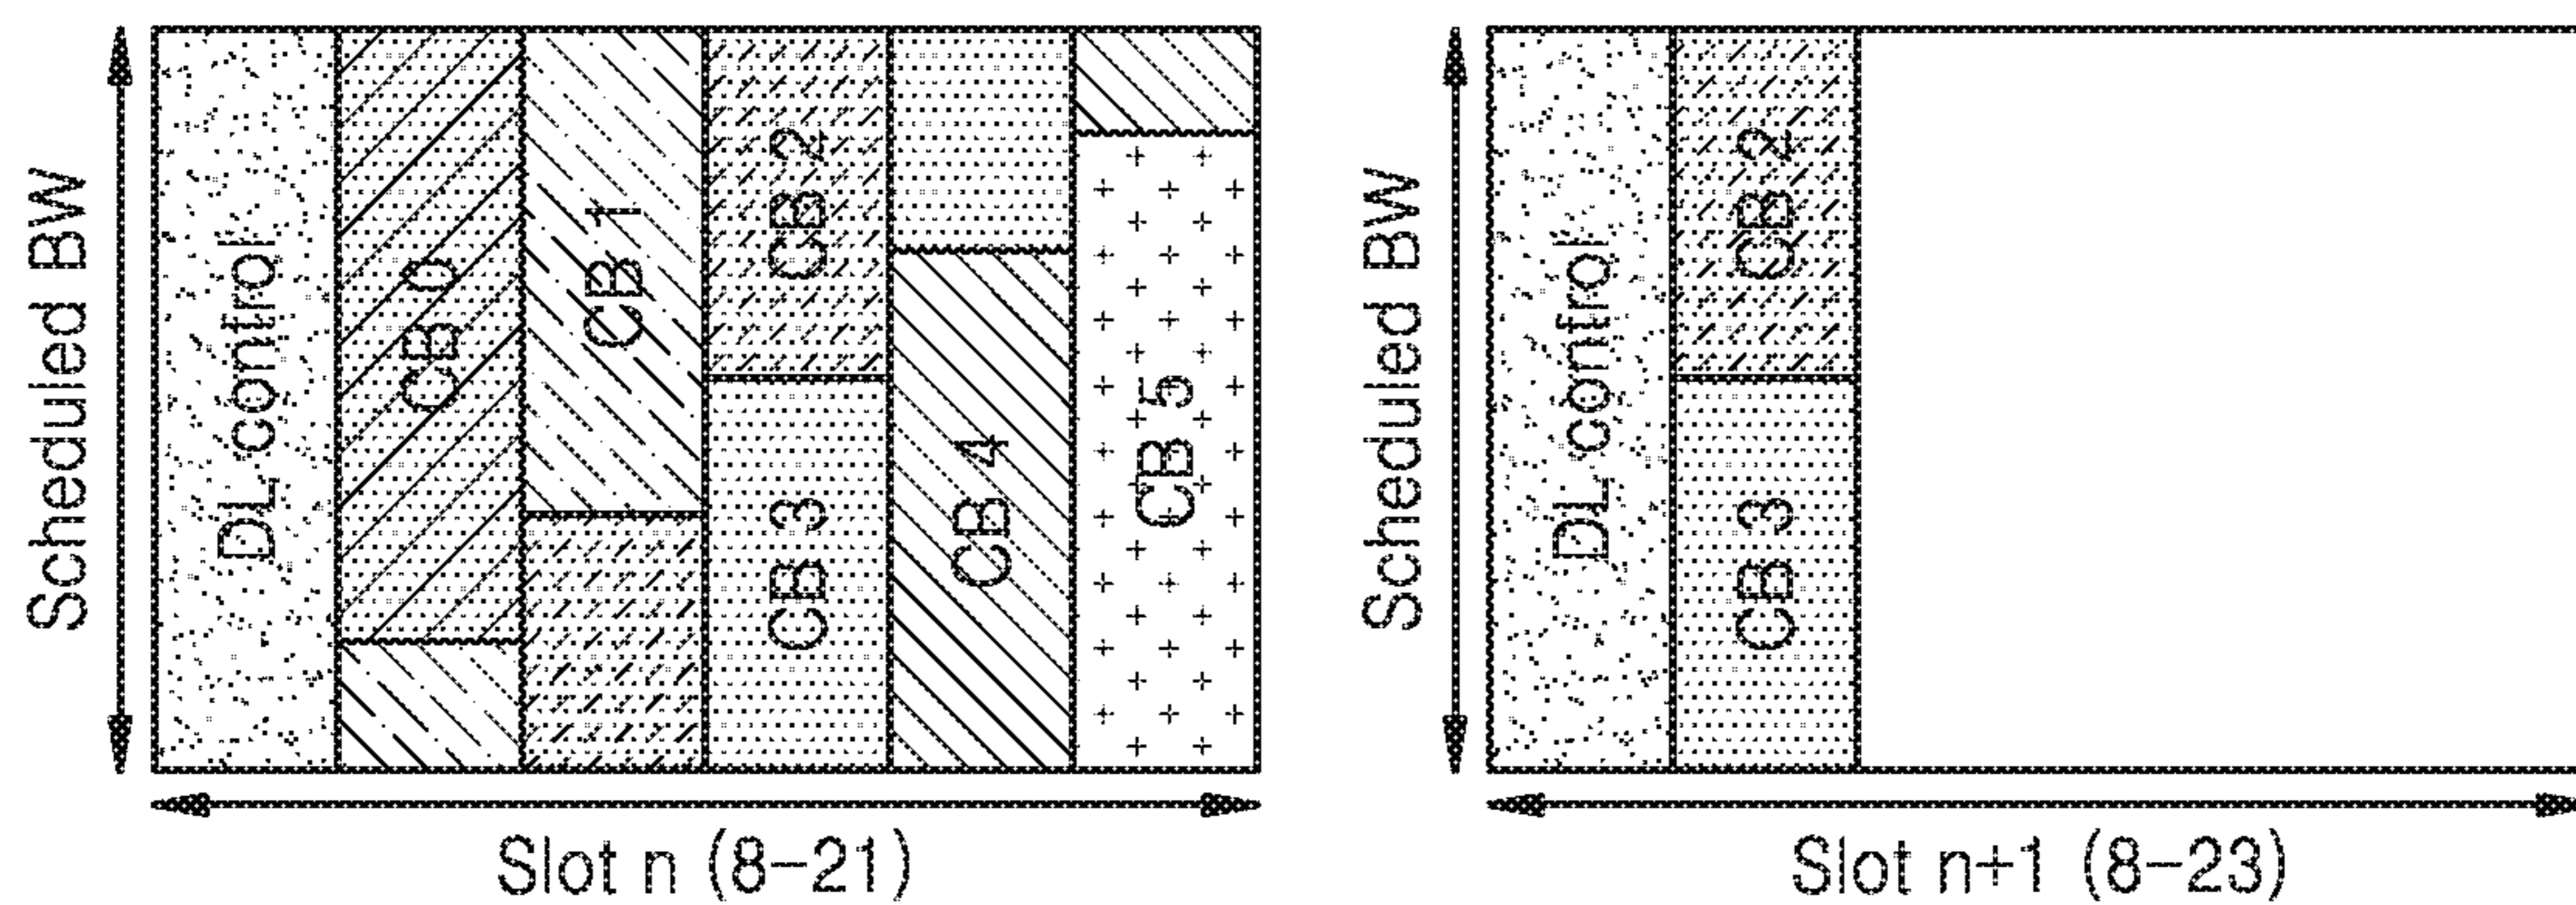 Scheduled BW
DL control
CB 0
CB 1
CB 2
CB 3
CB 4
CB 5
Slot n (8-21)
Scheduled BW
DL control
CB 2
CB 3
Slot n+1 (8-23)